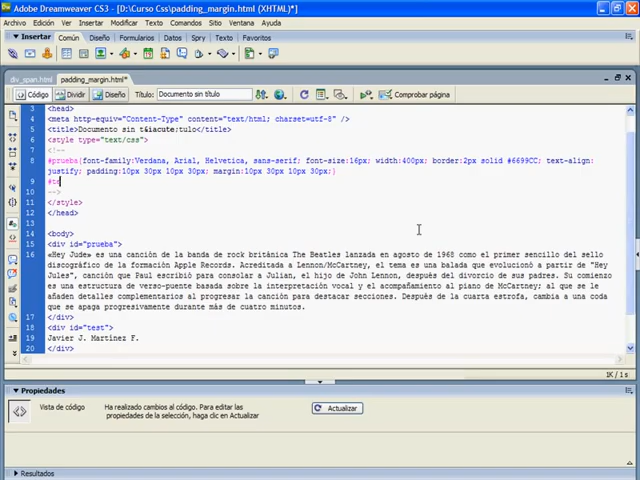 Adobe Dreamweaver CS3 - [D:\Curso Css\padding_margin.html (XHTML)*]
Archivo Edición Ver Insertar Modificar Texto Comandos Sitio Ventana Ayuda
Insertar Común Diseño Formularios Datos Spry Texto Favoritos
div_span.html padding_margin.html*
Código Dividir Diseño Título: Documento sin título Comprobar página
3 <head>
4 <meta http-equiv="Content-Type" content="text/html; charset=utf-8" />
5 <title>Documento sin t&iacute;tulo</title>
6 <style type="text/css">
7 <!--
8 #prueba{font-family:Verdana, Arial, Helvetica, sans-serif; font-size:16px; width:400px; border:2px solid #6699CC; text-align:
justify; padding:10px 30px 10px 30px; margin:10px 30px 10px 30px;}
9 #te
10 -->
11 </style>
12 </head>
13
14 <body>
15 <div id="prueba">
16 «Hey Jude» es una canción de la banda de rock británica The Beatles lanzada en agosto de 1968 como el primer sencillo del sello
discográfico de la formación Apple Records. Acreditada a Lennon/McCartney, el tema es una balada que evolucionó a partir de "Hey
Jules", canción que Paul escribió para consolar a Julian, el hijo de John Lennon, después del divorcio de sus padres. Su comienzo
es una estructura de verso-puente basada sobre la interpretación vocal y el acompañamiento al piano de McCartney; al que se le
añaden detalles complementarios al progresar la canción para destacar secciones. Después de la cuarta estrofa, cambia a una coda
que se apaga progresivamente durante más de cuatro minutos.
17 </div>
18 <div id="test">
19 Javier J. Martínez F.
20 </div>
1K / 1 s
Propiedades
Vista de código Ha realizado cambios al código. Para editar las propiedades de la selección, haga clic en Actualizar Actualizar
Resultados